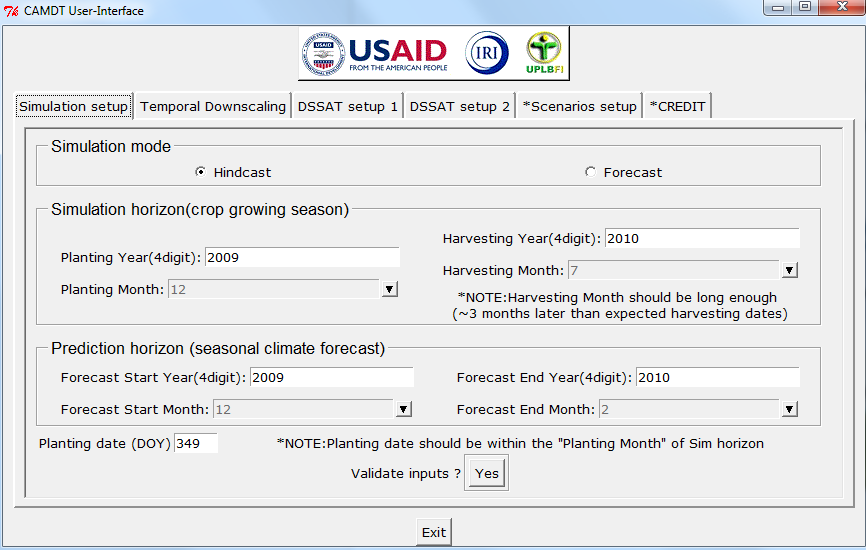 CAMDT User-Interface
USAID
FROM THE AMERICAN PEOPLE
IRI
UPLBFI
Simulation setup
Temporal Downscaling
DSSAT setup 1
DSSAT setup 2
*Scenarios setup
*CREDIT
Simulation mode
Hindcast
Forecast
Simulation horizon(crop growing season)
Planting Year(4digit): 2009
Harvesting Year(4digit): 2010
Planting Month: 12
Harvesting Month: 7
*NOTE:Harvesting Month should be long enough
(~3 months later than expected harvesting dates)
Prediction horizon (seasonal climate forecast)
Forecast Start Year(4digit): 2009
Forecast End Year(4digit): 2010
Forecast Start Month: 12
Forecast End Month: 2
Planting date (DOY) 349
*NOTE:Planting date should be within the "Planting Month" of Sim horizon
Validate inputs ? Yes
Exit